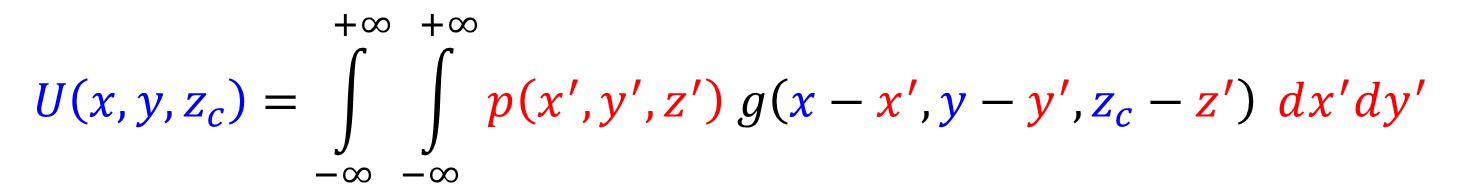 U(x, y, z_c) = ∫_{−∞}^{+∞} ∫_{−∞}^{+∞} p(x′, y′, z′) g(x − x′, y − y′, z_c − z′) dx′dy′